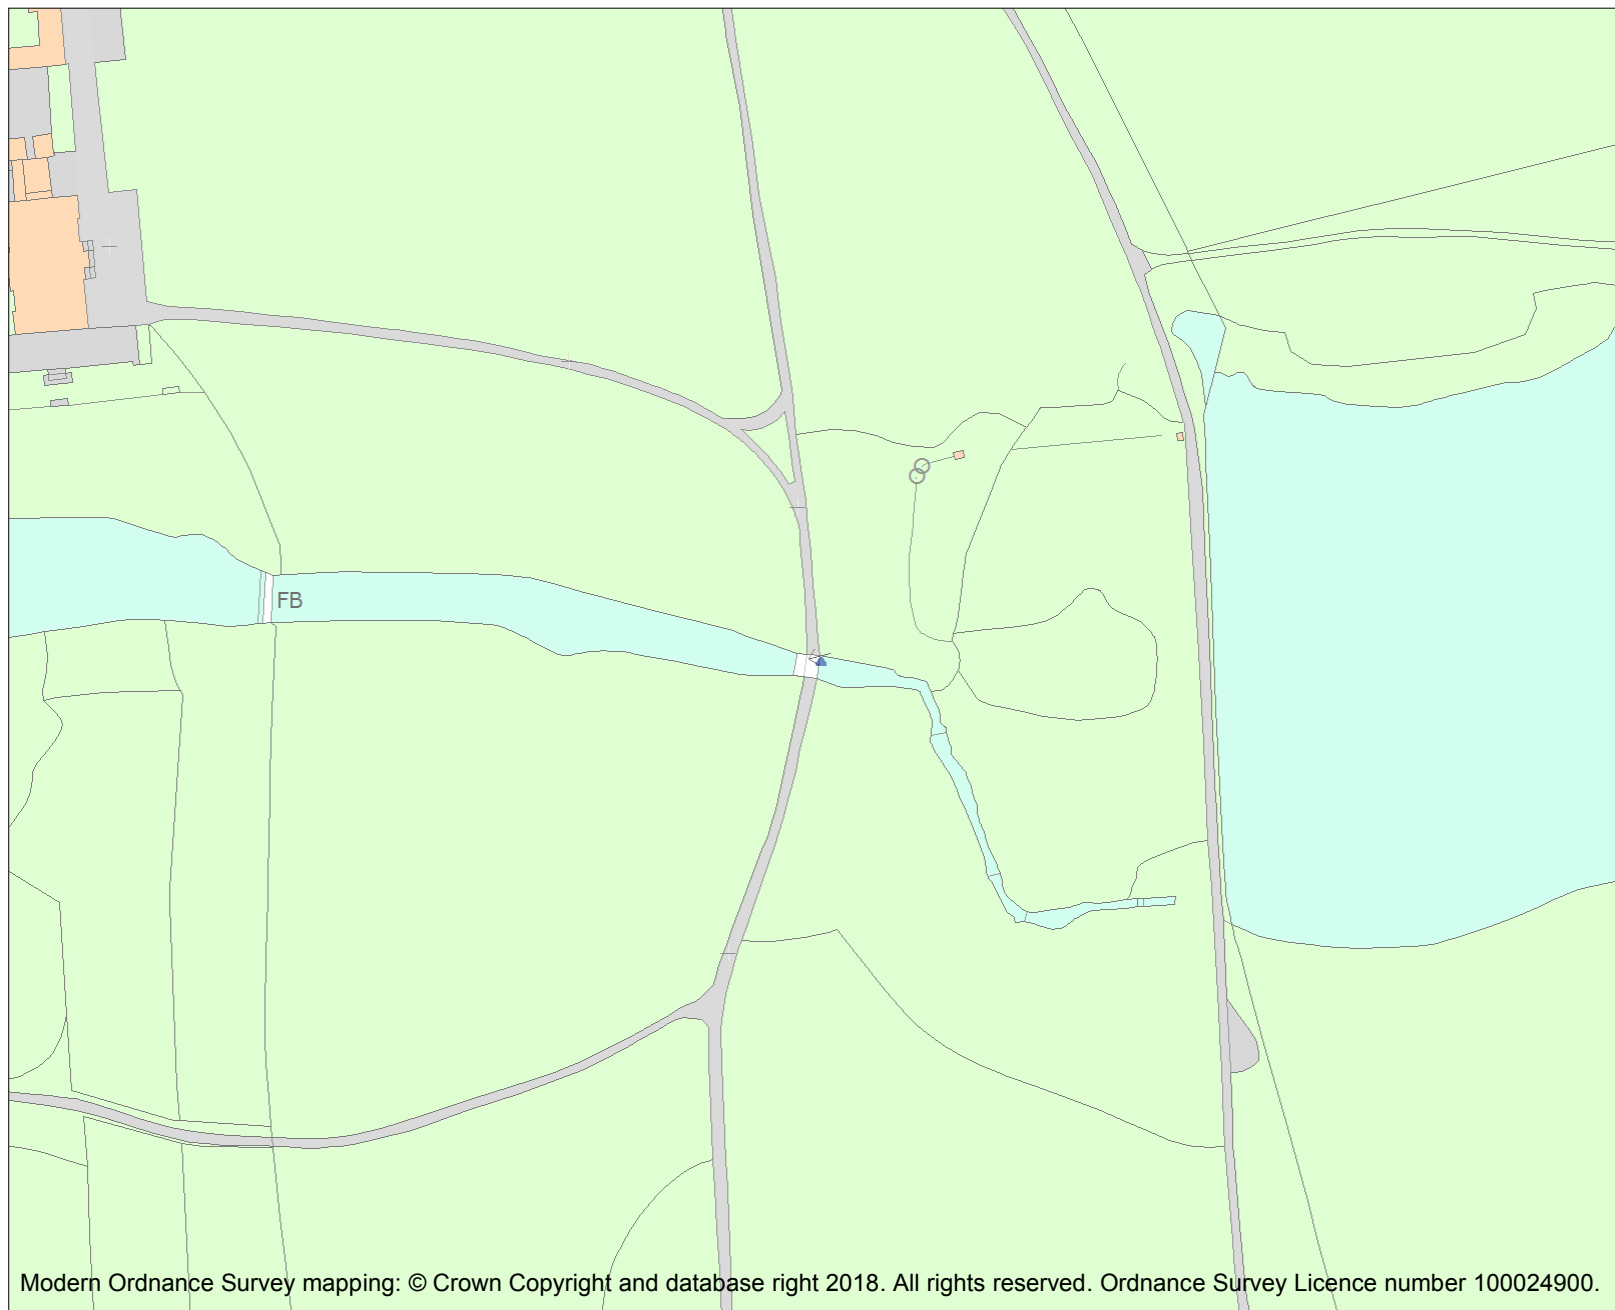 FB
Modern Ordnance Survey mapping: © Crown Copyright and database right 2018. All rights reserved. Ordnance Survey Licence number 100024900.